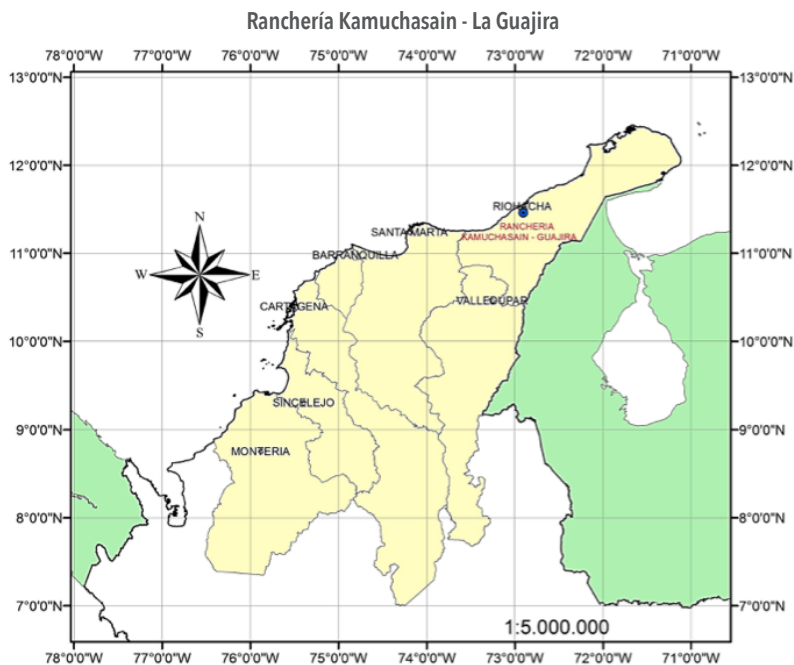 Ranchería Kamuchasain - La Guajira
78°0'0"W 77°0'0"W 76°0'0"W 75°0'0"W 74°0'0"W 73°0'0"W 72°0'0"W 71°0'0"W
13°0'0"N 13°0'0"N
12°0'0"N 12°0'0"N
RIOHACHA
N
RANCHERIA
SANTA MARTA
KAMUCHASAIN - GUAJIRA
11°0'0"N 11°0'0"N
BARRANQUILLA
W E
VALLEDUPAR
CARTAGENA
S
10°0'0"N 10°0'0"N
SINCELEJO
9°0'0"N 9°0'0"N
MONTERIA
8°0'0"N 8°0'0"N
7°0'0"N 7°0'0"N
1:5.000.000
78°0'0"W 77°0'0"W 76°0'0"W 75°0'0"W 74°0'0"W 73°0'0"W 72°0'0"W 71°0'0"W